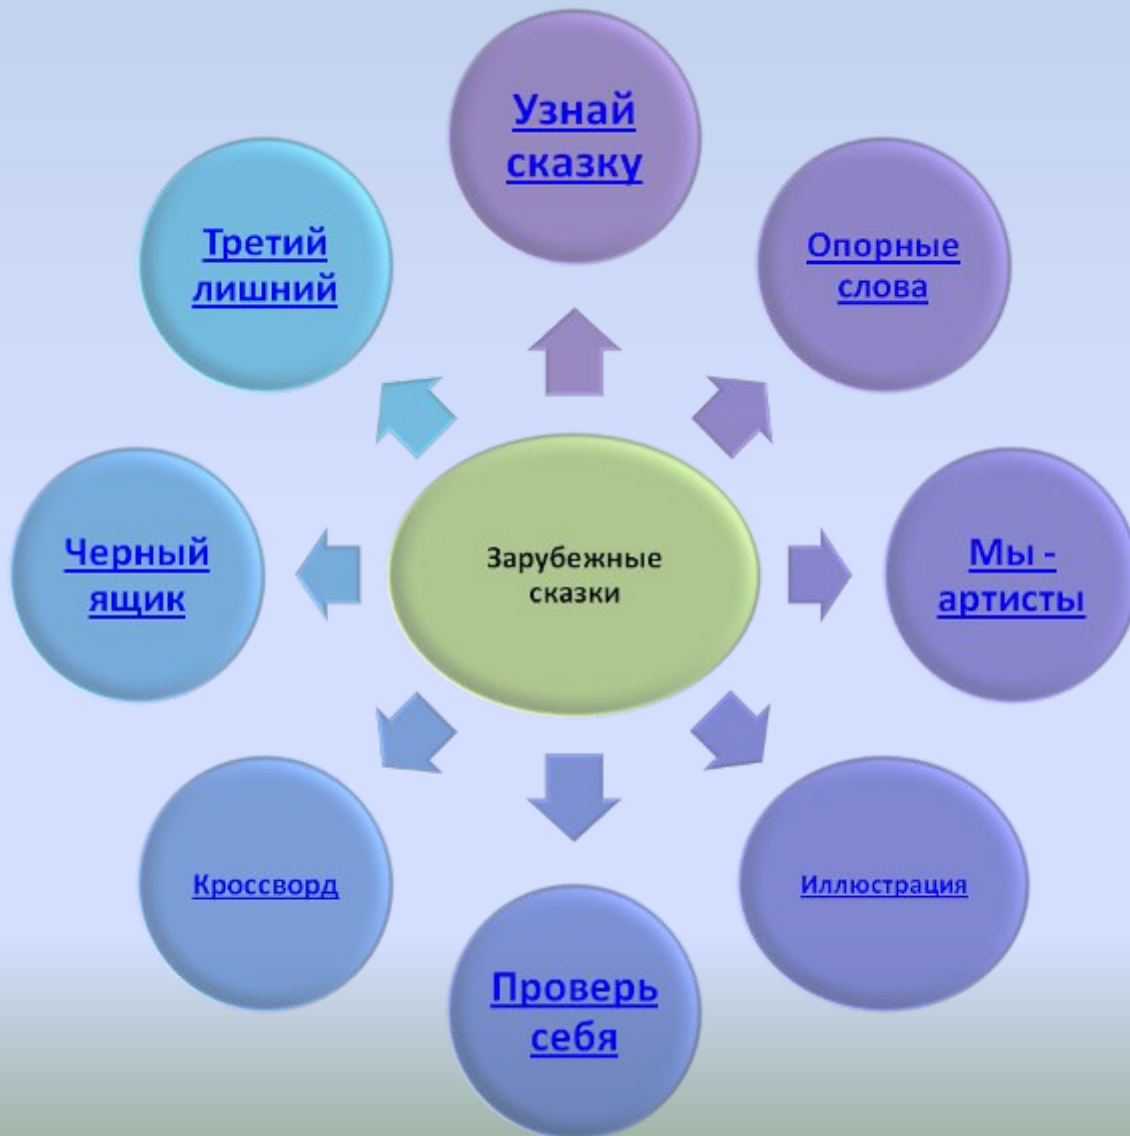 Узнай
сказку
Опорные
слова
Мы -
артисты
Иллюстрация
Проверь
себя
Кроссворд
Черный
ящик
Третий
лишний
Зарубежные
сказки